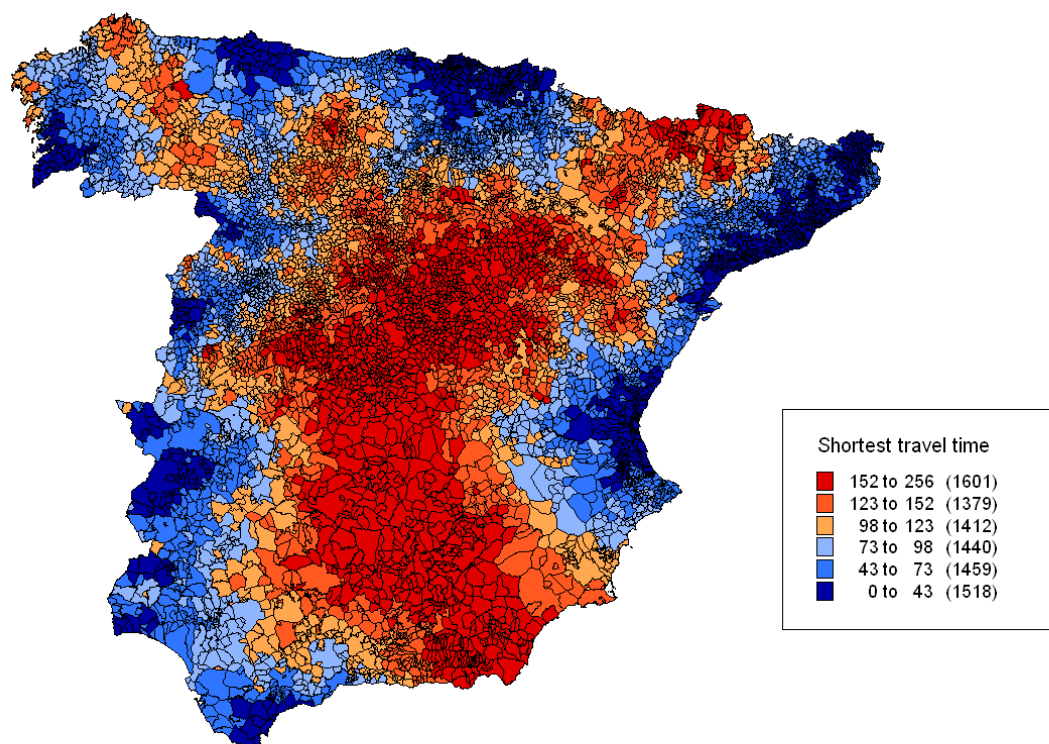 Shortest travel time
152 to 256 (1601)
123 to 152 (1379)
98 to 123 (1412)
73 to 98 (1440)
43 to 73 (1459)
0 to 43 (1518)